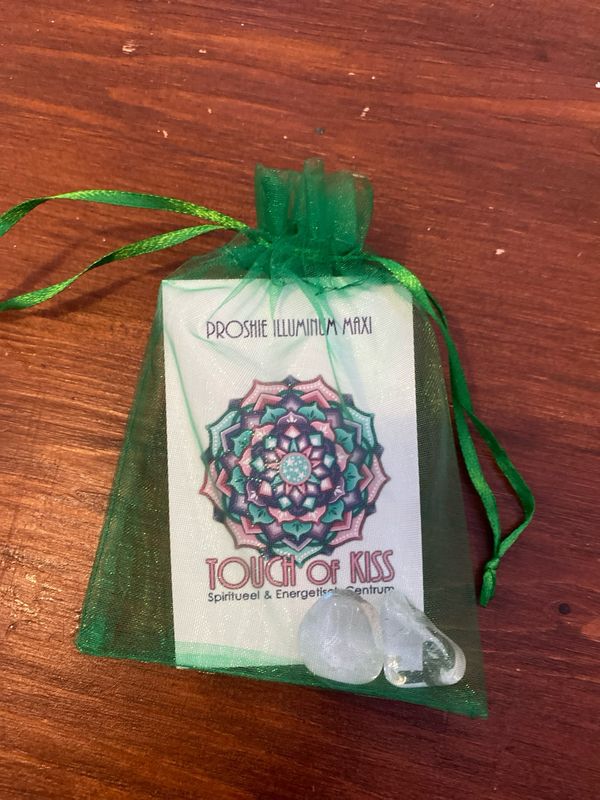 PROSHIE ILLUMINUM MAXI
TOUCH OF KISS
Spiritueel & Energetisch Centrum